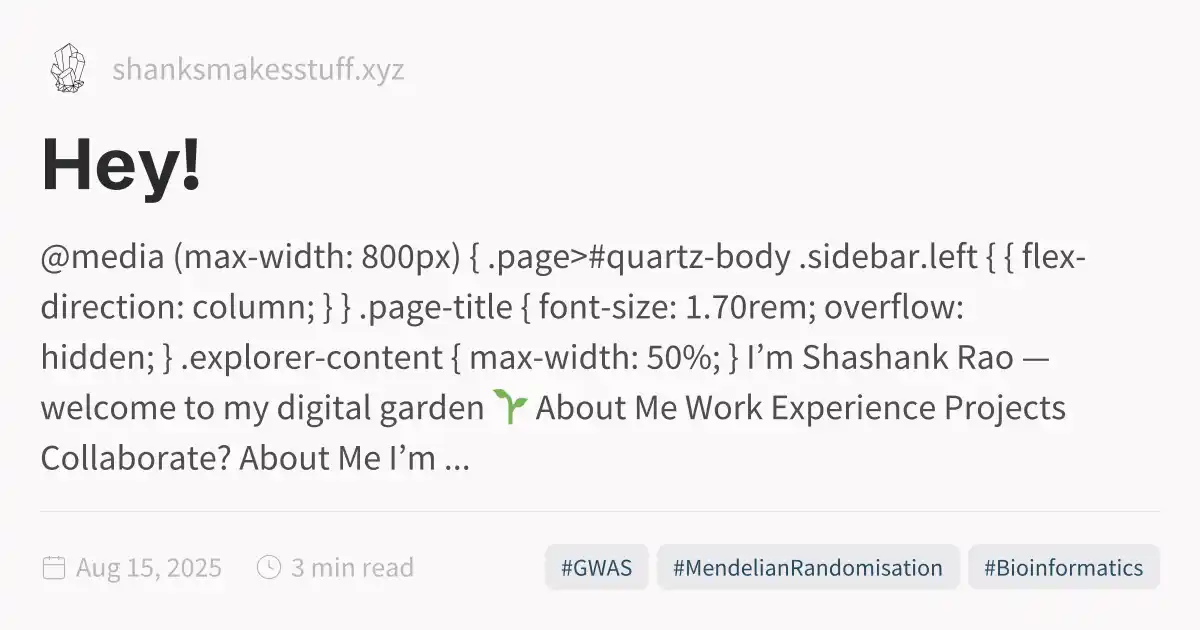 shanksmakesstuff.xyz
Hey!
@media (max-width: 800px) { .page>#quartz-body .sidebar.left { { flex-
direction: column; } } .page-title { font-size: 1.70rem; overflow:
hidden; } .explorer-content { max-width: 50%; } I’m Shashank Rao —
welcome to my digital garden 🌱 About Me Work Experience Projects
Collaborate? About Me I’m ...
Aug 15, 2025 3 min read #GWAS #MendelianRandomisation #Bioinformatics